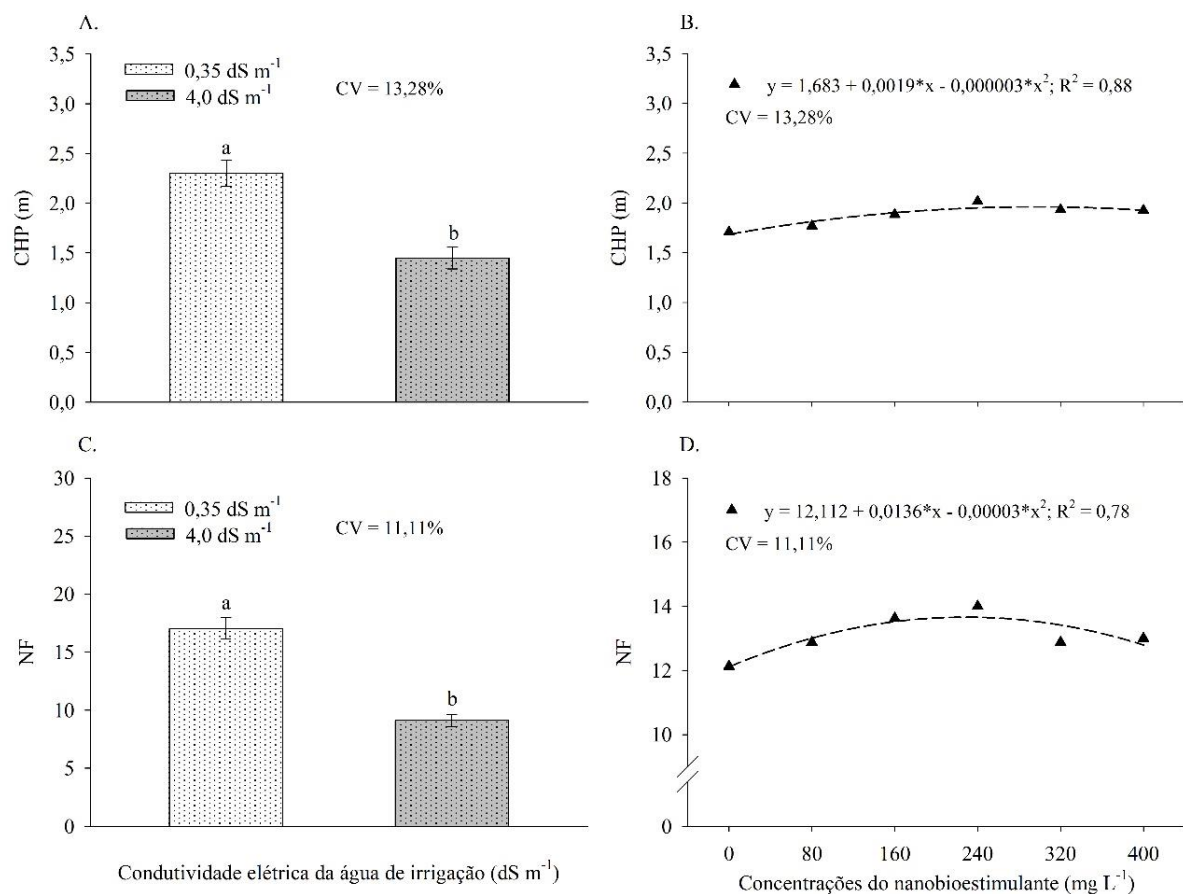 A.
3,5
3,0
2,5
2,0
1,5
1,0
0,5
0,0
CHP (m)
0,35 dS m⁻¹
4,0 dS m⁻¹
CV = 13,28%
a
b
B.
3,5
3,0
2,5
2,0
1,5
1,0
0,5
0,0
CHP (m)
y = 1,683 + 0,0019*x - 0,000003*x²; R² = 0,88
CV = 13,28%
C.
30
25
20
15
10
5
0
NF
0,35 dS m⁻¹
4,0 dS m⁻¹
CV = 11,11%
a
b
Condutividade elétrica da água de irrigação (dS m⁻¹)
D.
18
16
14
12
10
0
NF
y = 12,112 + 0,0136*x - 0,00003*x²; R² = 0,78
CV = 11,11%
0 80 160 240 320 400
Concentrações do nanobioestimulante (mg L⁻¹)